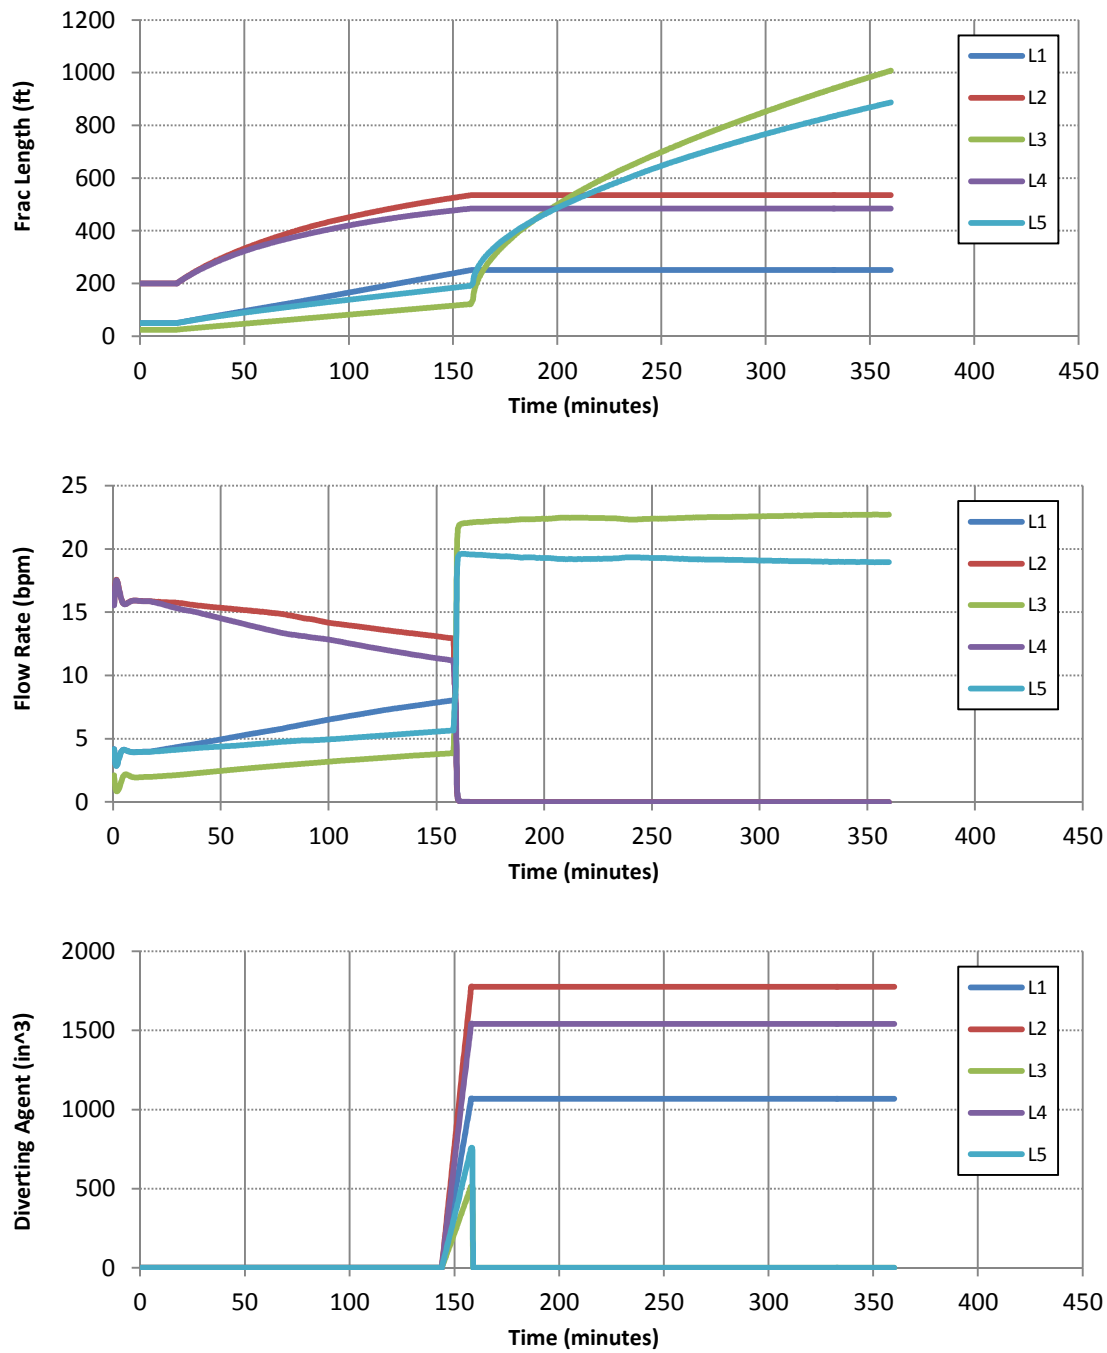 Frac Length (ft)
1200
1000
800
600
400
200
0
0 50 100 150 200 250 300 350 400 450
Time (minutes)
L1
L2
L3
L4
L5
Flow Rate (bpm)
25
20
15
10
5
0
0 50 100 150 200 250 300 350 400 450
Time (minutes)
L1
L2
L3
L4
L5
Diverting Agent (in^3)
2000
1500
1000
500
0
0 50 100 150 200 250 300 350 400 450
Time (minutes)
L1
L2
L3
L4
L5